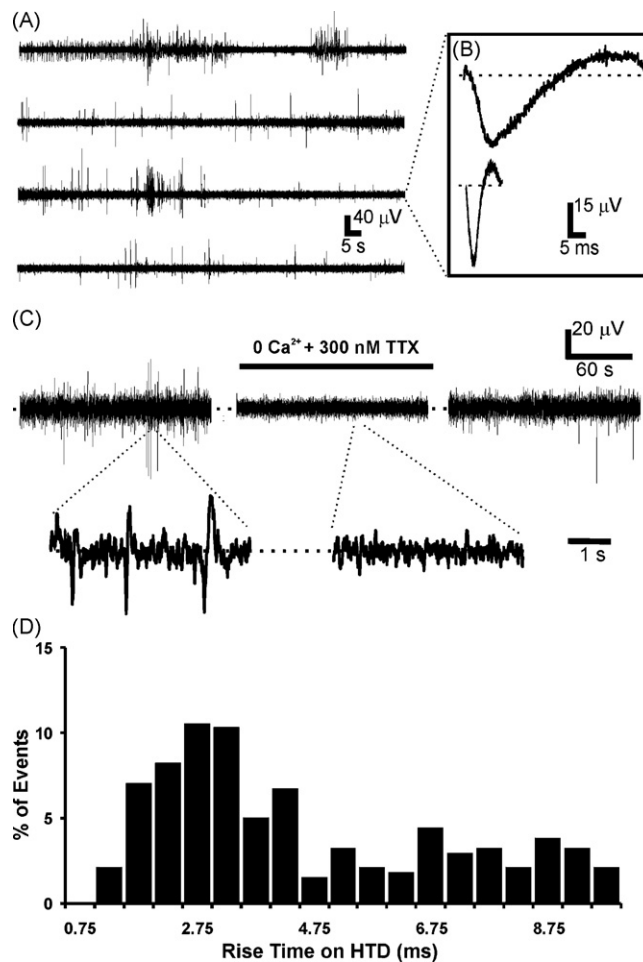 (A)
(B)
40 μV
5 s
15 μV
5 ms
(C)
0 Ca²⁺ + 300 nM TTX
20 μV
60 s
1 s
(D)
15
10
5
0
% of Events
0.75 2.75 4.75 6.75 8.75
Rise Time on HTD (ms)